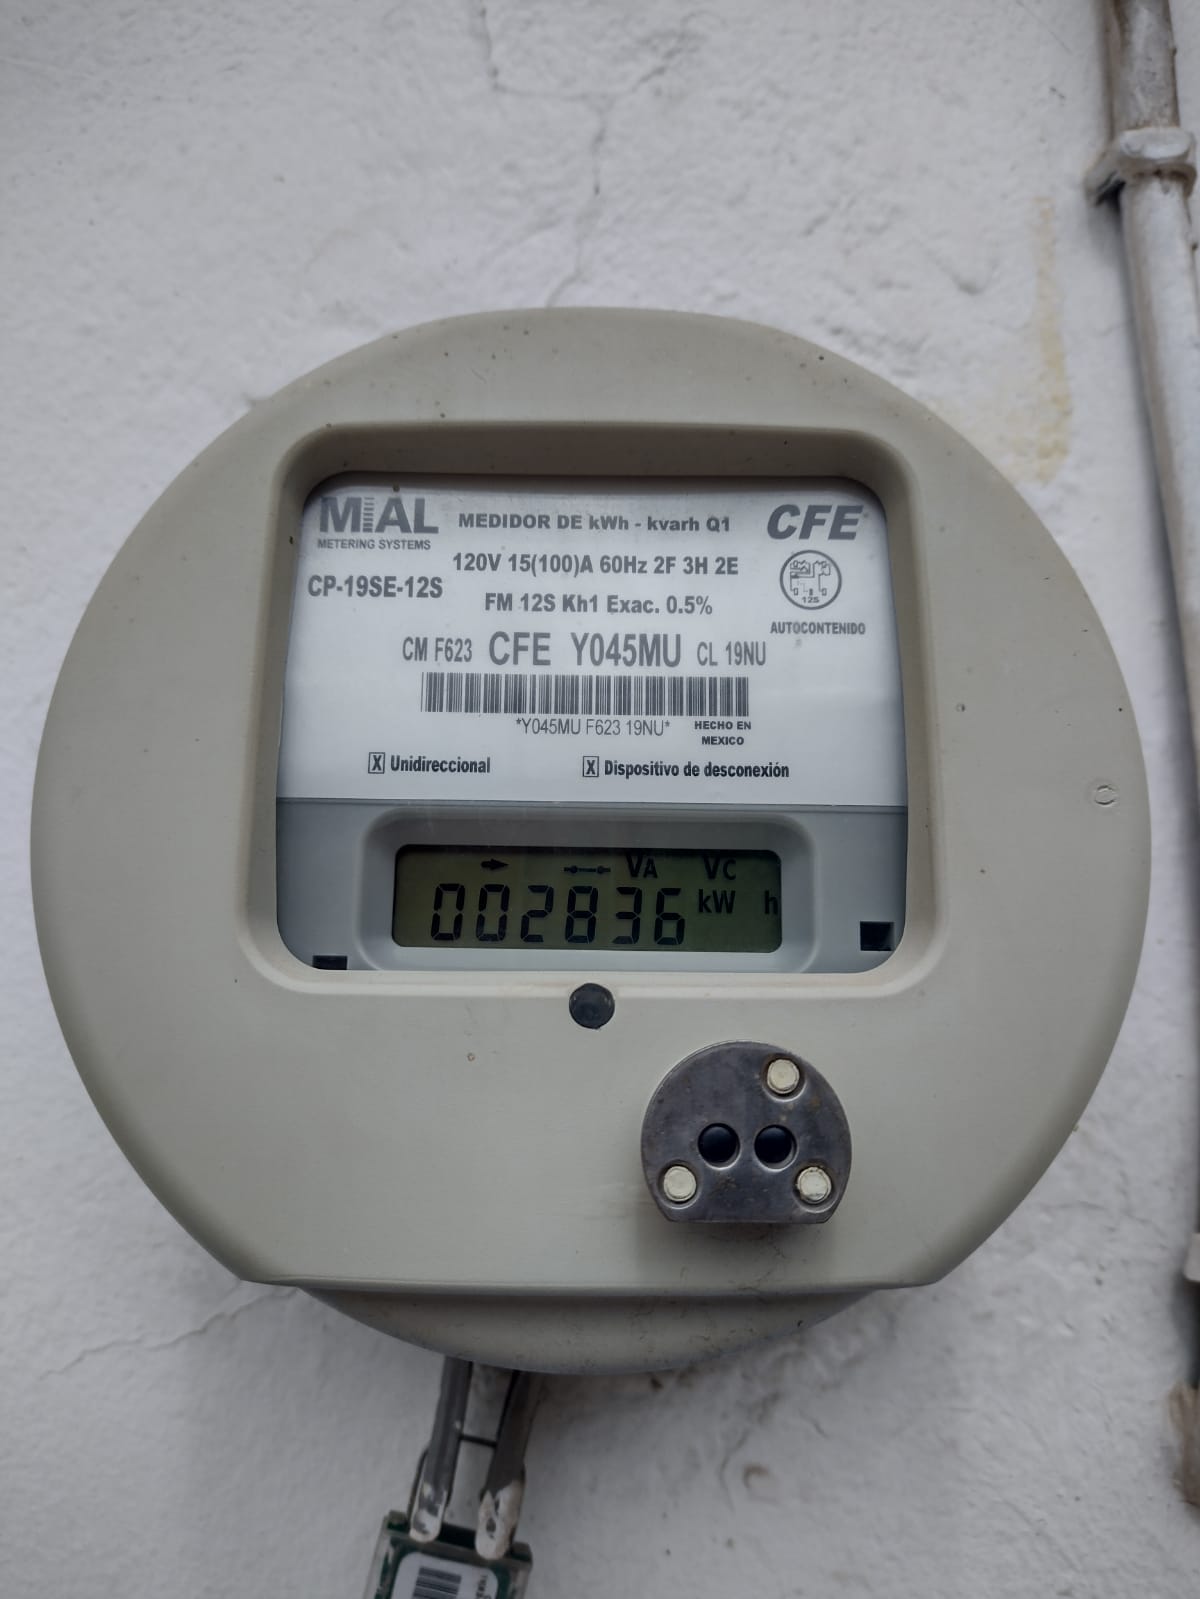 MIAL
METERING SYSTEMS
MEDIDOR DE kWh - kvarh Q1
CFE
120V 15(100)A 60Hz 2F 3H 2E
CP-19SE-12S
FM 12S Kh1 Exac. 0.5%
12S
AUTOCONTENIDO
CM F623 CFE Y045MU CL 19NU
*Y045MU F623 19NU*
HECHO EN
MEXICO
X Unidireccional
X Dispositivo de desconexión
VA VC
002836 kW h